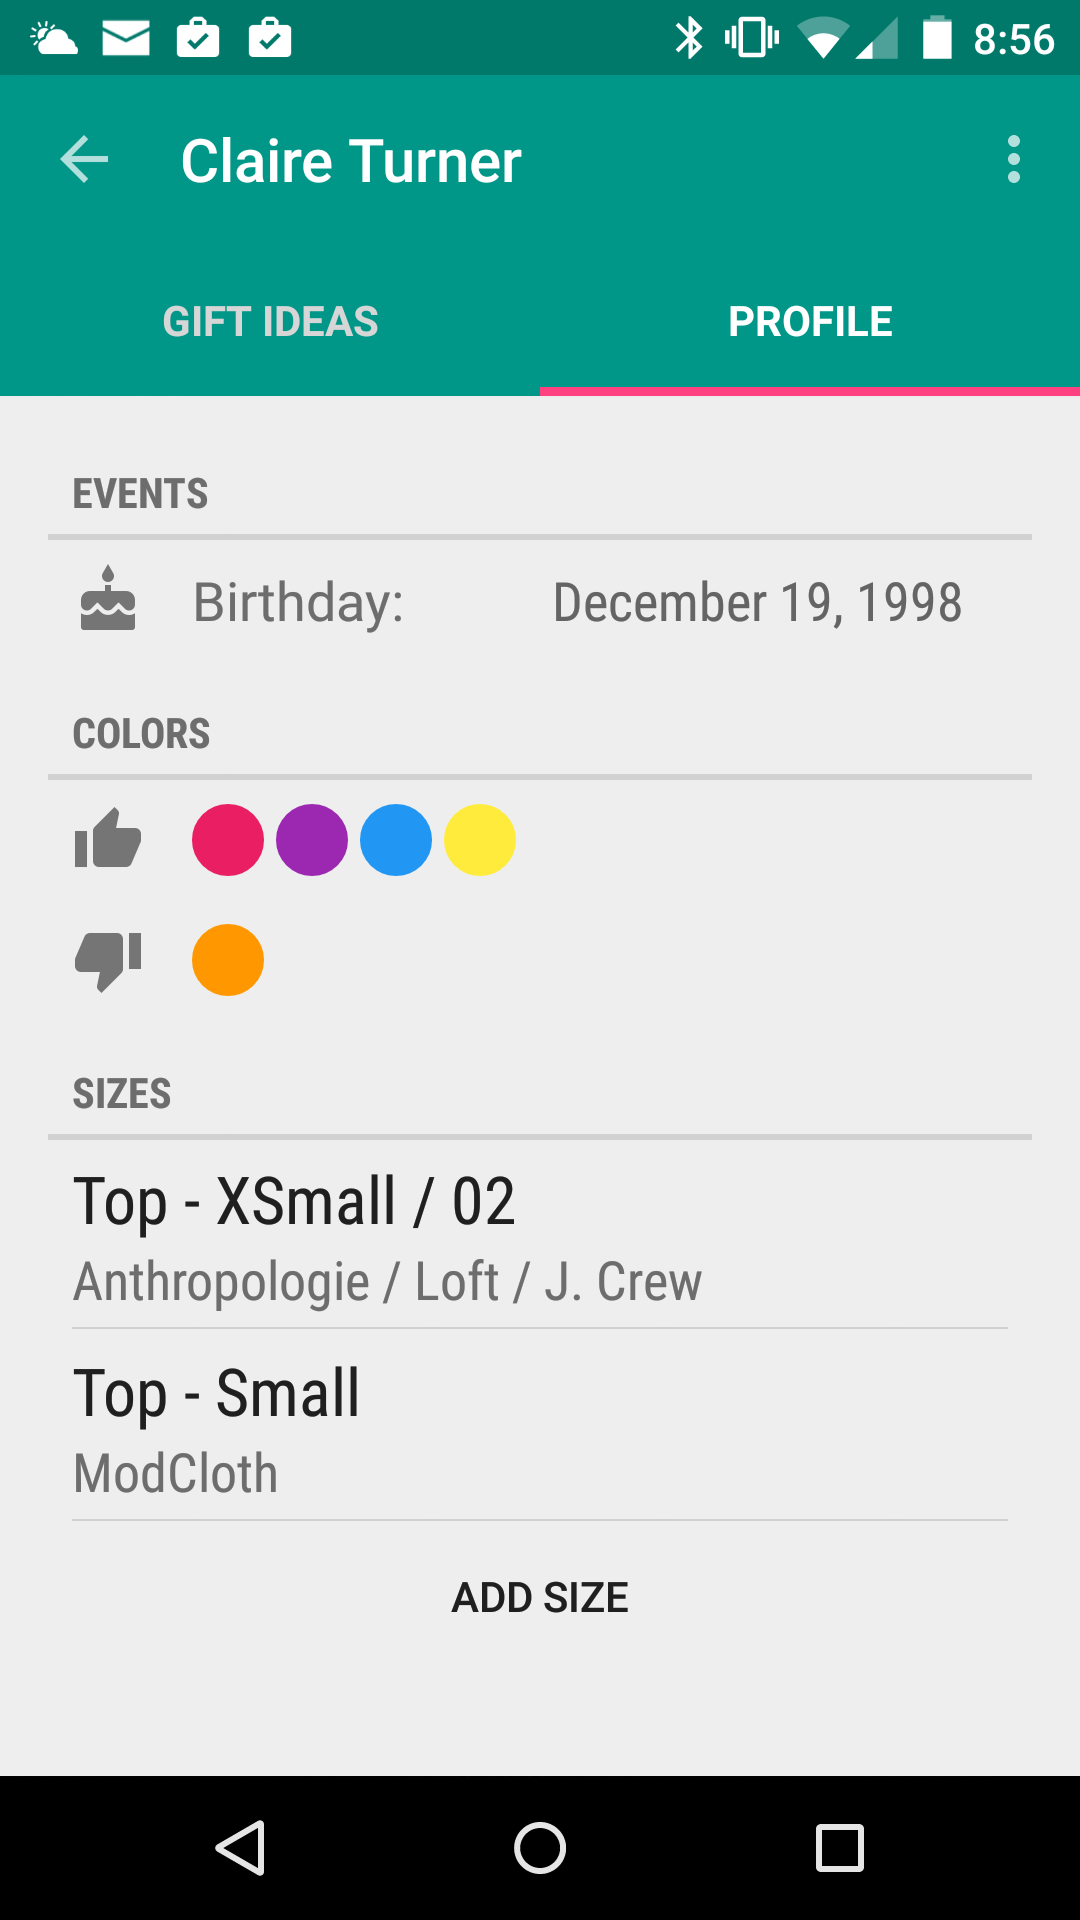 8:56
Claire Turner
GIFT IDEAS
PROFILE
EVENTS
Birthday: December 19, 1998
COLORS
SIZES
Top - XSmall / 02
Anthropologie / Loft / J. Crew
Top - Small
ModCloth
ADD SIZE